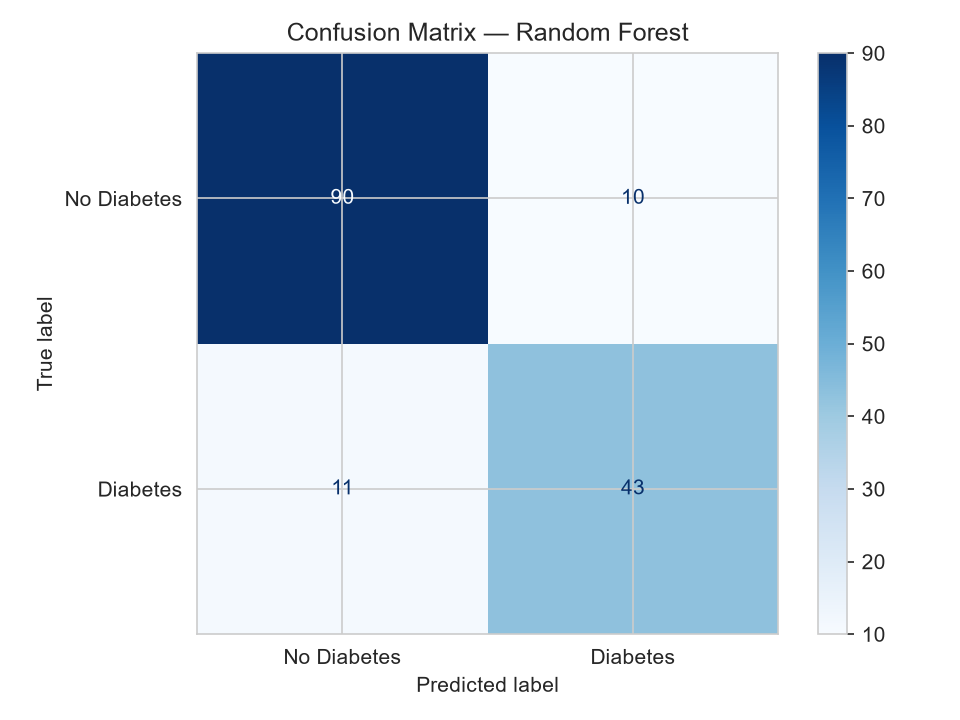 Confusion Matrix — Random Forest
90
80
70
60
50
40
30
20
10
True label
No Diabetes
90
10
Diabetes
11
43
No Diabetes
Diabetes
Predicted label